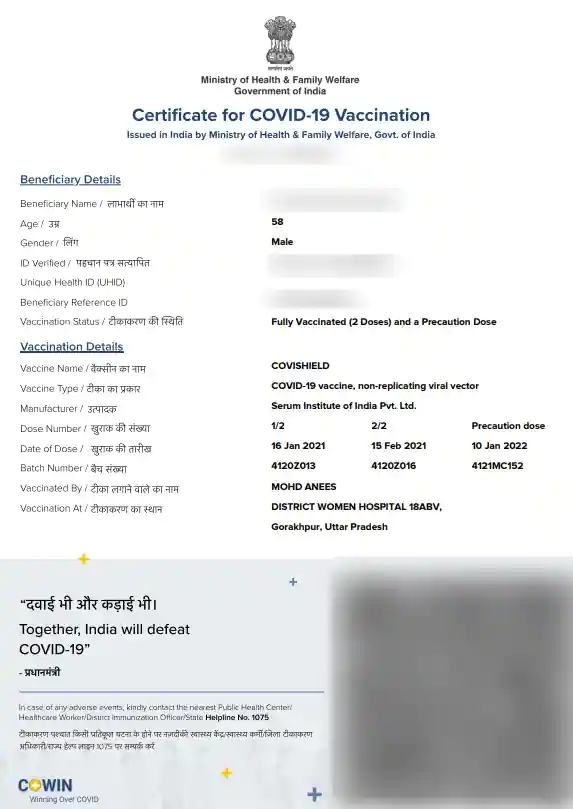 सत्यमेव जयते
Ministry of Health & Family Welfare
Government of India
Certificate for COVID-19 Vaccination
Issued in India by Ministry of Health & Family Welfare, Govt. of India
Beneficiary Details
Beneficiary Name / लाभार्थी का नाम
Age / उम्र 58
Gender / लिंग Male
ID Verified / पहचान पत्र सत्यापित
Unique Health ID (UHID)
Beneficiary Reference ID
Vaccination Status / टीकाकरण की स्थिति Fully Vaccinated (2 Doses) and a Precaution Dose
Vaccination Details
Vaccine Name / वैक्सीन का नाम COVISHIELD
Vaccine Type / टीका का प्रकार COVID-19 vaccine, non-replicating viral vector
Manufacturer / उत्पादक Serum Institute of India Pvt. Ltd.
Dose Number / खुराक की संख्या 1/2 2/2 Precaution dose
Date of Dose / खुराक की तारीख 16 Jan 2021 15 Feb 2021 10 Jan 2022
Batch Number / बैच संख्या 4120Z013 4120Z016 4121MC152
Vaccinated By / टीका लगाने वाले का नाम MOHD ANEES
Vaccination At / टीकाकरण का स्थान DISTRICT WOMEN HOSPITAL 18ABV,
Gorakhpur, Uttar Pradesh
“दवाई भी और कड़ाई भी।
Together, India will defeat
COVID-19”
- प्रधानमंत्री
In case of any adverse events, kindly contact the nearest Public Health Center/
Healthcare Worker/District Immunization Officer/State Helpline No. 1075
टीकाकरण पश्चात किसी प्रतिकूल घटना के होने पर नज़दीकी स्वास्थ्य केंद्र/स्वास्थ्य कर्मी/जिला टीकाकरण
अधिकारी/राज्य हेल्प लाइन 1075 पर सम्पर्क करें
COWIN
Winning Over COVID